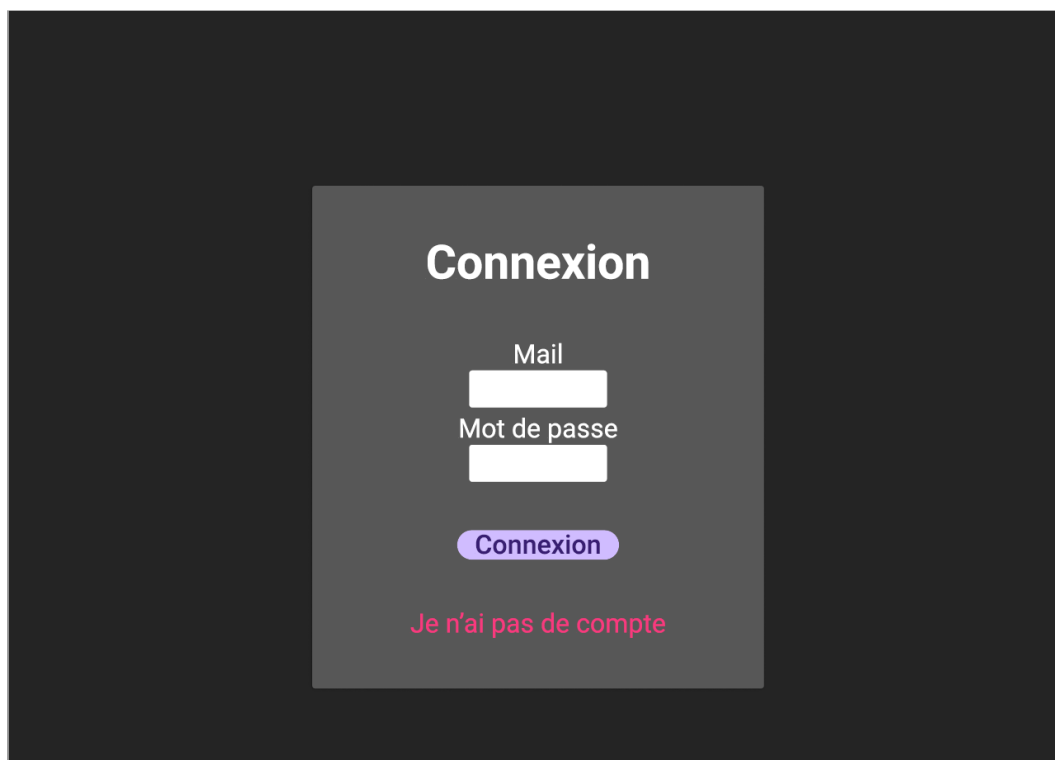 Connexion
Mail
Mot de passe
Connexion
Je n’ai pas de compte